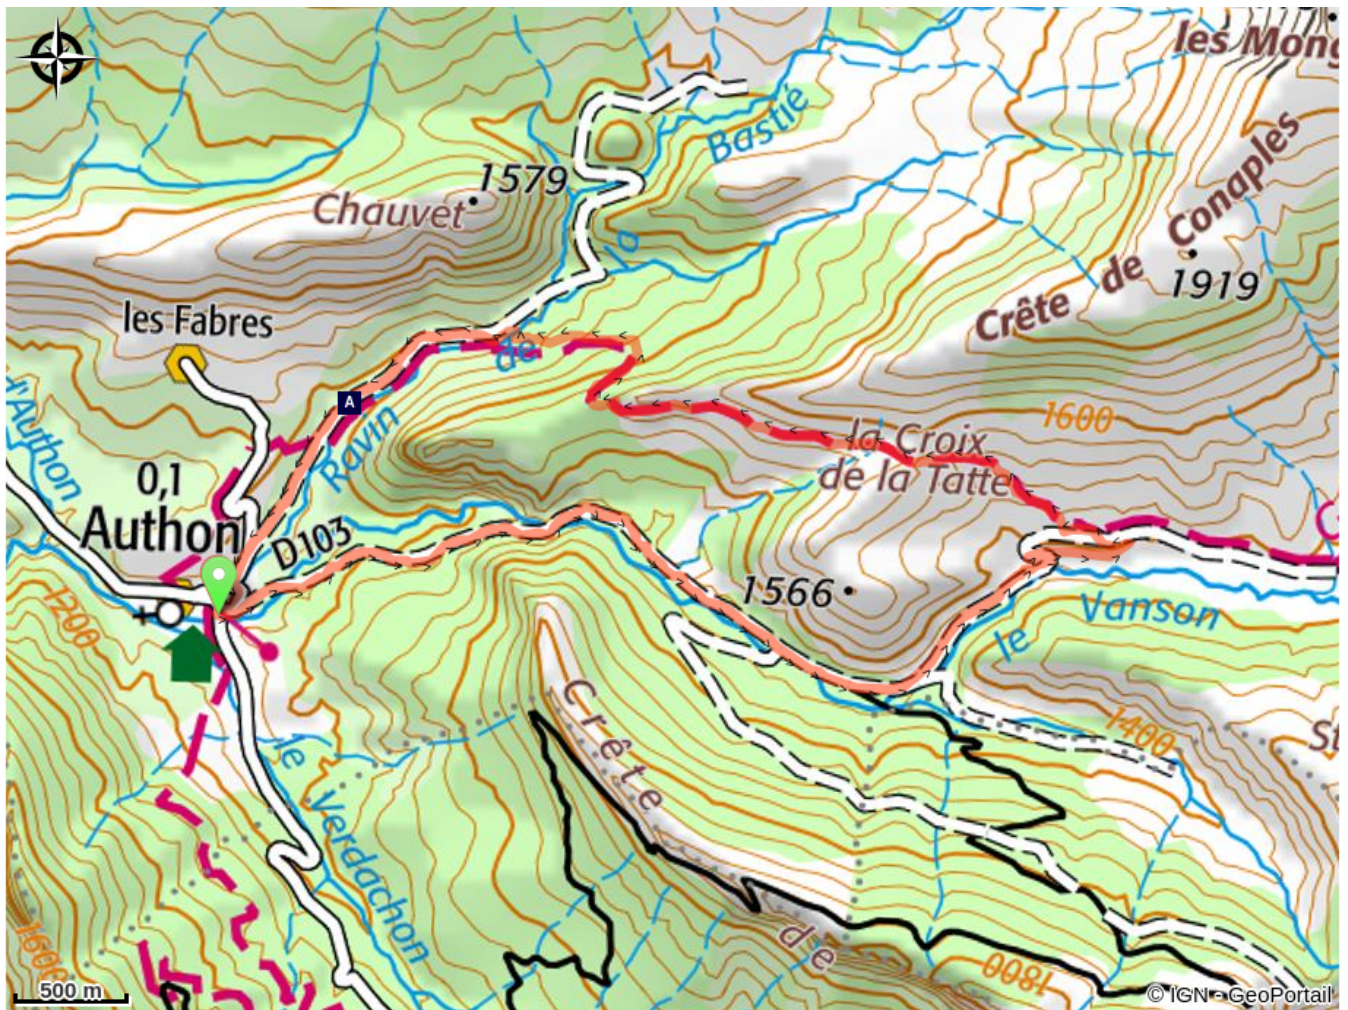 les Mong
Bastié
1579
Chauvet
la
Conaples
de
Crête
1919
les Fabres
de
A
d'Authon
Ravin
1600
la Croix
de la Tatte
0,1
Authon
D103
G
1566
1200
Vanson
le
Crête
1400
St
le
Verdachon
de
1600
1800
500 m
© IGN - GeoPortail